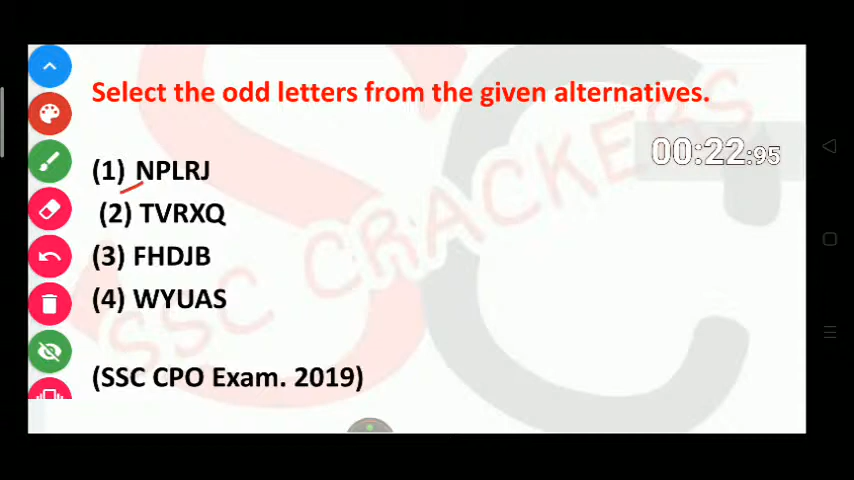 Select the odd letters from the given alternatives.
00:22:95
(1) NPLRJ
(2) TVRXQ
(3) FHDJB
(4) WYUAS
(SSC CPO Exam. 2019)
SSC CRACKERS